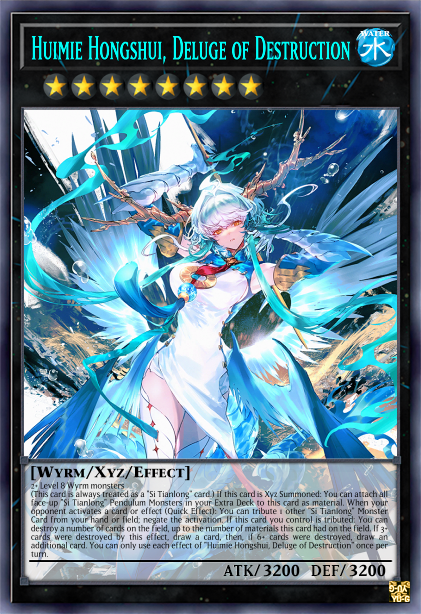 Huimie Hongshui, Deluge of Destruction
WATER
水
[Wyrm/Xyz/Effect]
2+ Level 8 Wyrm monsters
(This card is always treated as a "Si Tianlong" card.) If this card is Xyz Summoned: You can attach all
face-up "Si Tianlong" Pendulum Monsters in your Extra Deck to this card as material. When your
opponent activates a card or effect (Quick Effect): You can tribute 1 other "Si Tianlong" Monster
Card from your hand or field; negate the activation. If this card you control is tributed: You can
destroy a number of cards on the field, up to the number of materials this card had on the field. If 3+
cards were destroyed by this effect, draw a card, then, if 6+ cards were destroyed, draw an
additional card. You can only use each effect of "Huimie Hongshui, Deluge of Destruction" once per
turn.
ATK/3200 DEF/3200